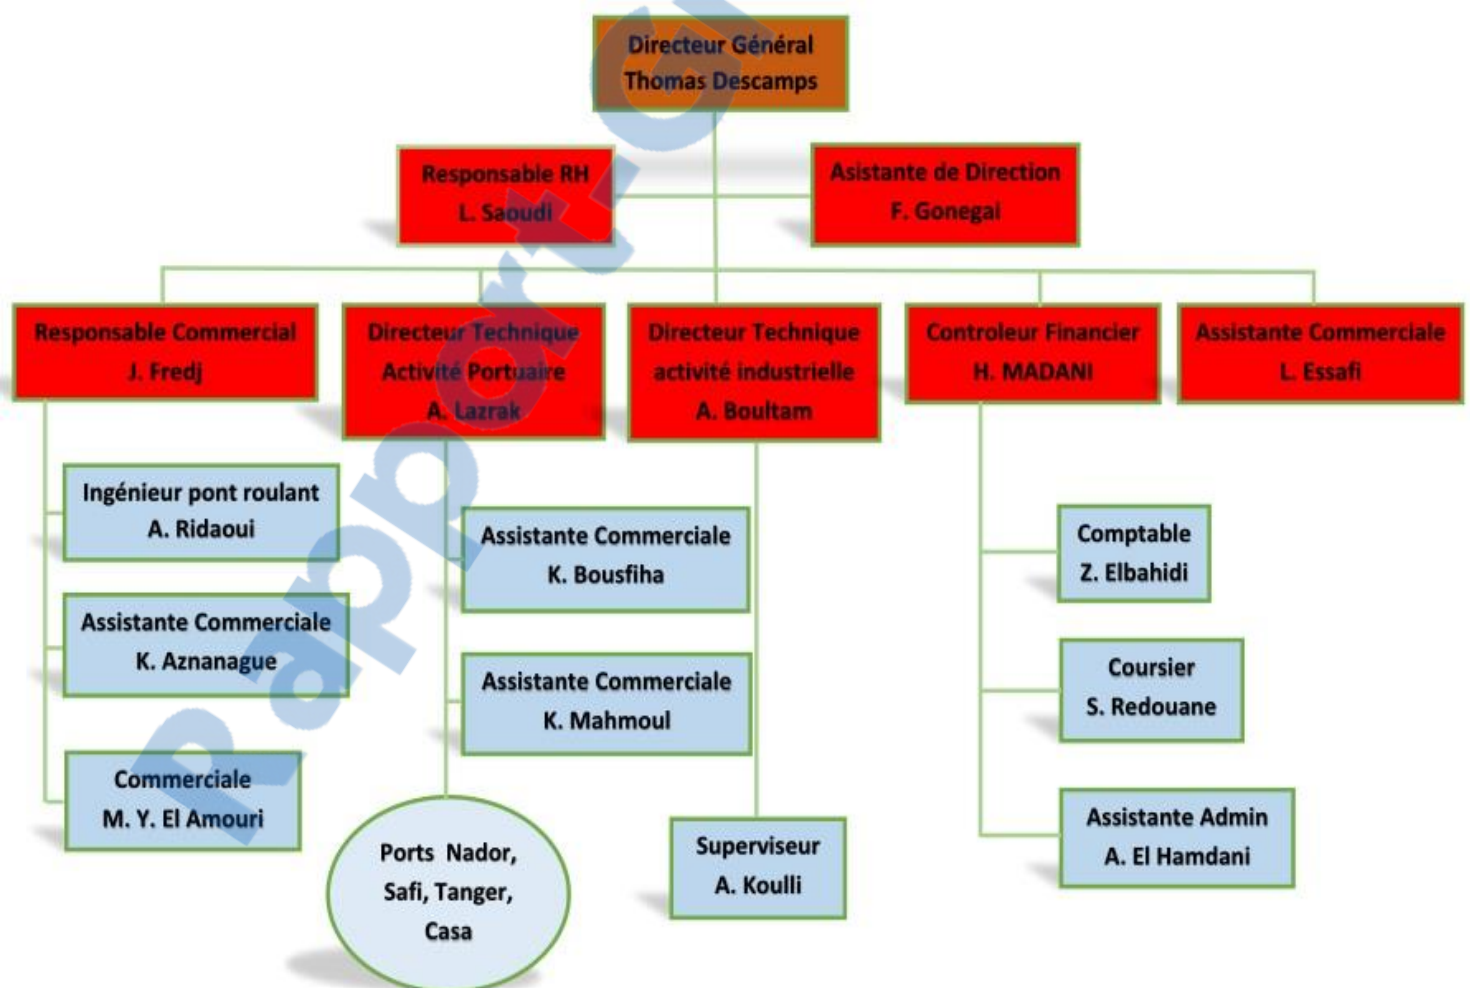 Directeur Général
Thomas Descamps
Responsable RH
L. Saoudi
Asistante de Direction
F. Gonegai
Responsable Commercial
J. Fredj
Directeur Technique
Activité Portuaire
A. Lazrak
Directeur Technique
activité industrielle
A. Boultam
Controleur Financier
H. MADANI
Assistante Commerciale
L. Essafi
Ingénieur pont roulant
A. Ridaoui
Assistante Commerciale
K. Aznanague
Commerciale
M. Y. El Amouri
Assistante Commerciale
K. Bousfiha
Assistante Commerciale
K. Mahmoul
Ports Nador,
Safi, Tanger,
Casa
Superviseur
A. Koulli
Comptable
Z. Elbahidi
Coursier
S. Redouane
Assistante Admin
A. El Hamdani
Rapport-G